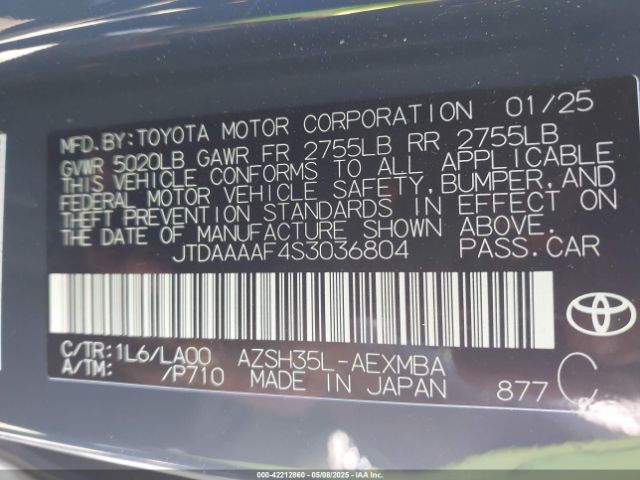 MFD.BY:TOYOTA MOTOR CORPORATION 01/25
GVWR 5020LB GAWR FR 2755LB RR 2755LB
THIS VEHICLE CONFORMS TO ALL APPLICABLE
FEDERAL MOTOR VEHICLE SAFETY, BUMPER, AND
THEFT PREVENTION STANDARDS IN EFFECT ON
THE DATE OF MANUFACTURE SHOWN ABOVE.
JTDAAAAF4S3036804 PASS.CAR
C/TR: 1L6/LA00 AZSH35L-AEXMBA
A/TM: /P710 MADE IN JAPAN 877 C
000-42212860 05/08/2025 - IAA Inc.